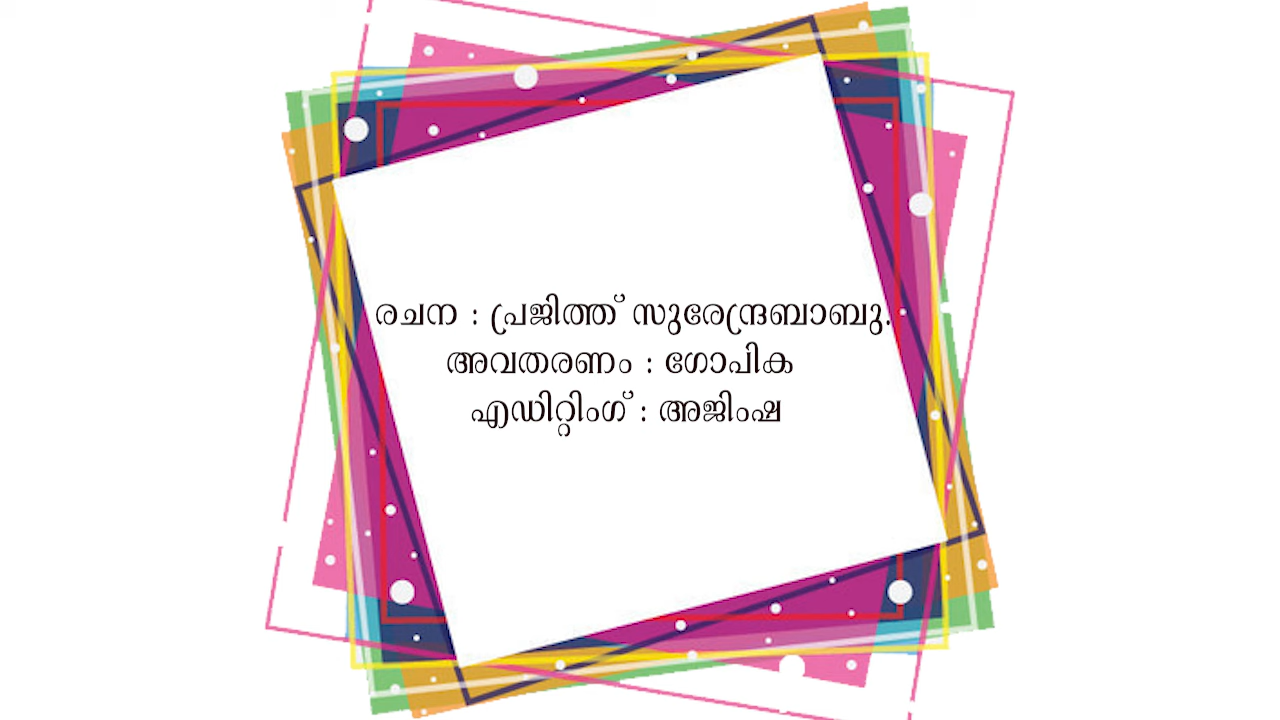 രചന : പ്രജിത്ത് സുരേന്ദ്രബാബു.
അവതരണം : ഗോപിക
എഡിറ്റിംഗ് : അജിംഷ